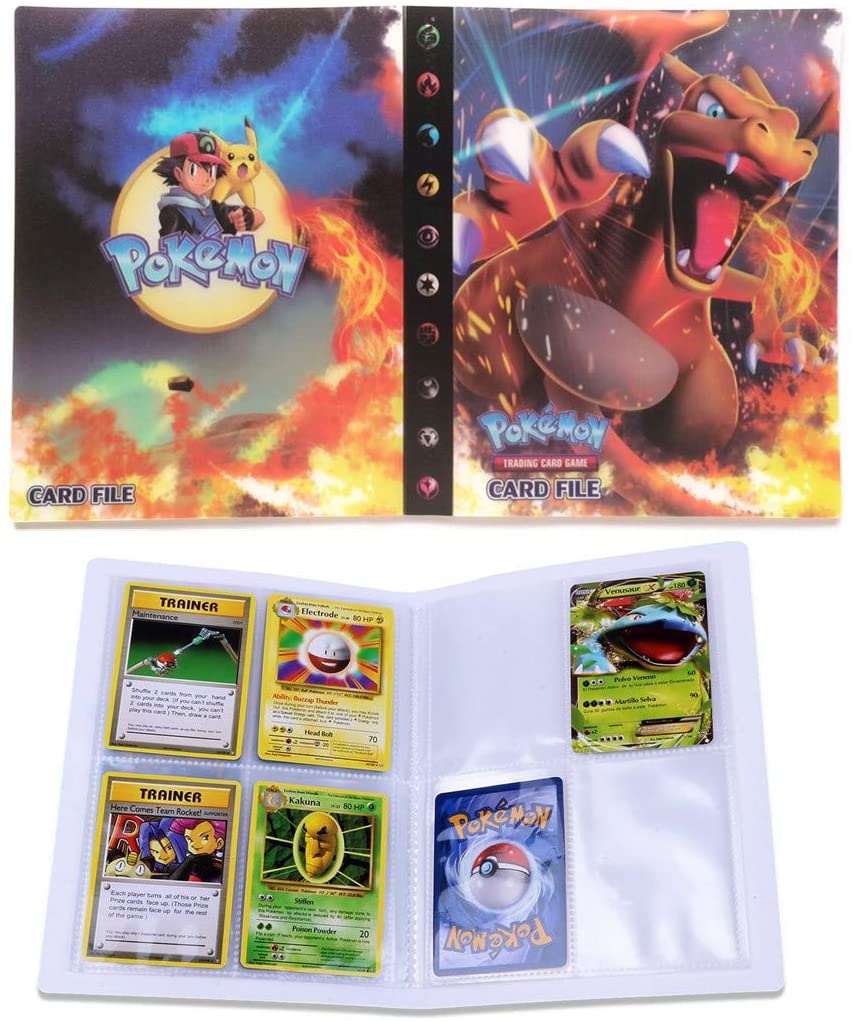 POKéMON
CARD FILE
POKéMON
TRADING CARD GAME
CARD FILE
TRAINER
Maintenance
ITEM
Shuffle 2 cards from your hand
into your deck. (If you can't shuffle
2 cards into your deck, you can't
play this card.) Then, draw a card.
Electrode
80 HP
Ability: Buzzap Thunder
Head Bolt 70
Venusaur EX 180
Polvo Veneno 60
Martillo Selva 90
TRAINER
Here Comes Team Rocket!
SUPPORTER
R
Each player turns all of his or her
Prize cards face up. (Those Prize
cards remain face up for the rest
of the game.)
Kakuna
80 HP
Stiffen
Poison Powder 20
POKéMON
POKéMON